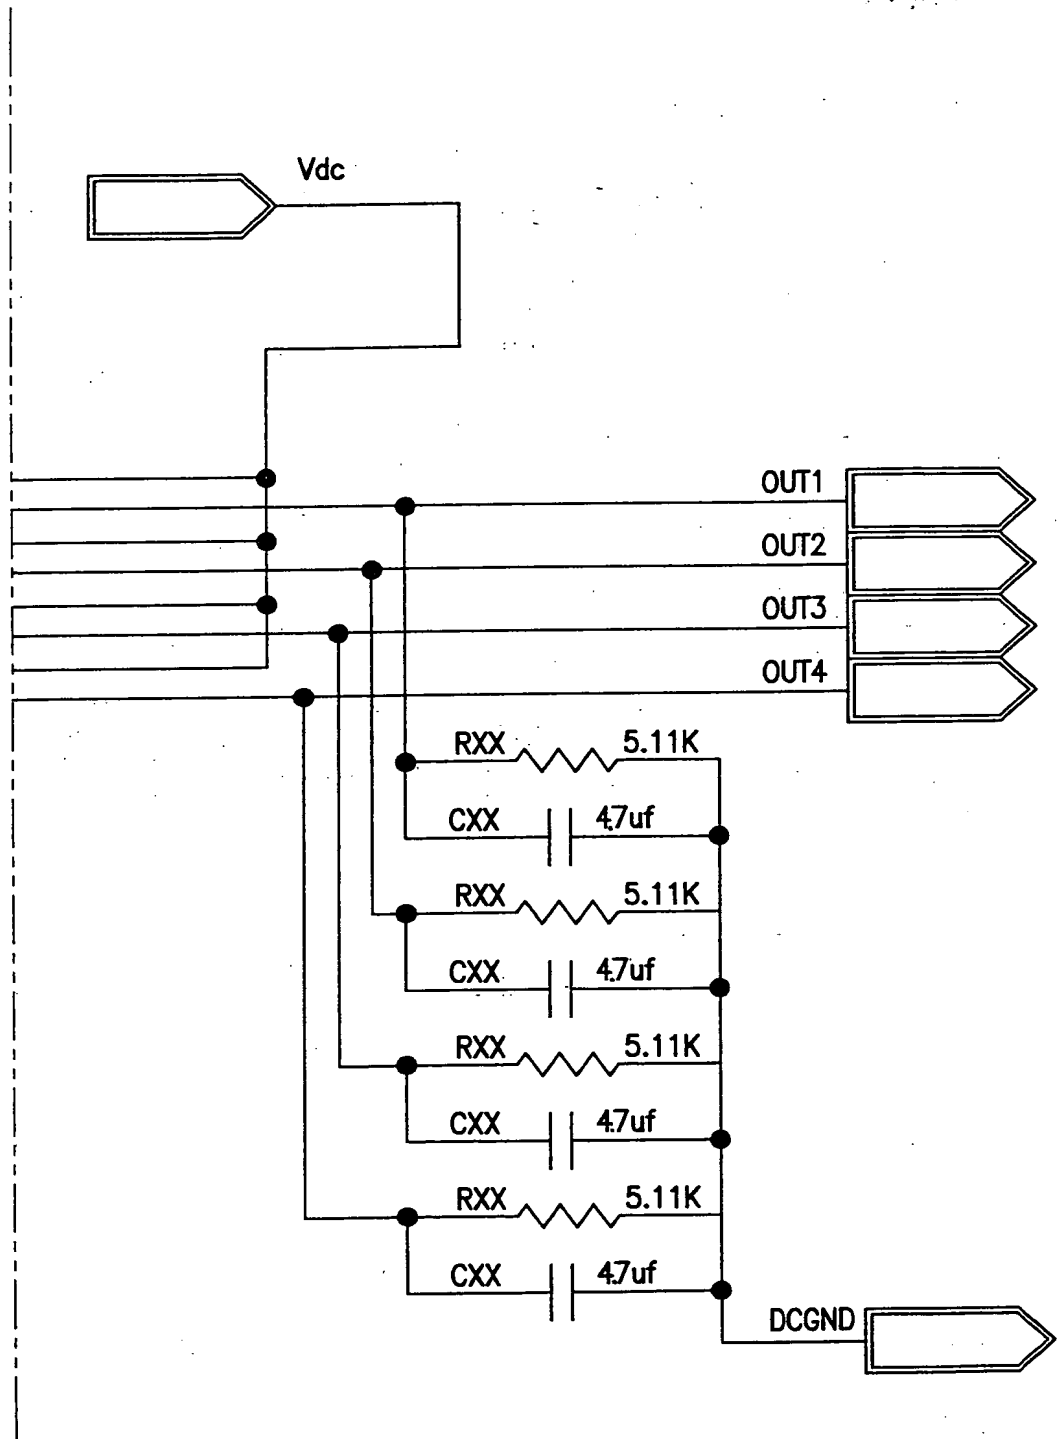 Vdc
OUT1
OUT2
OUT3
OUT4
RXX 5.11K
CXX 4.7uf
RXX 5.11K
CXX 4.7uf
RXX 5.11K
CXX 4.7uf
RXX 5.11K
CXX 4.7uf
DCGND